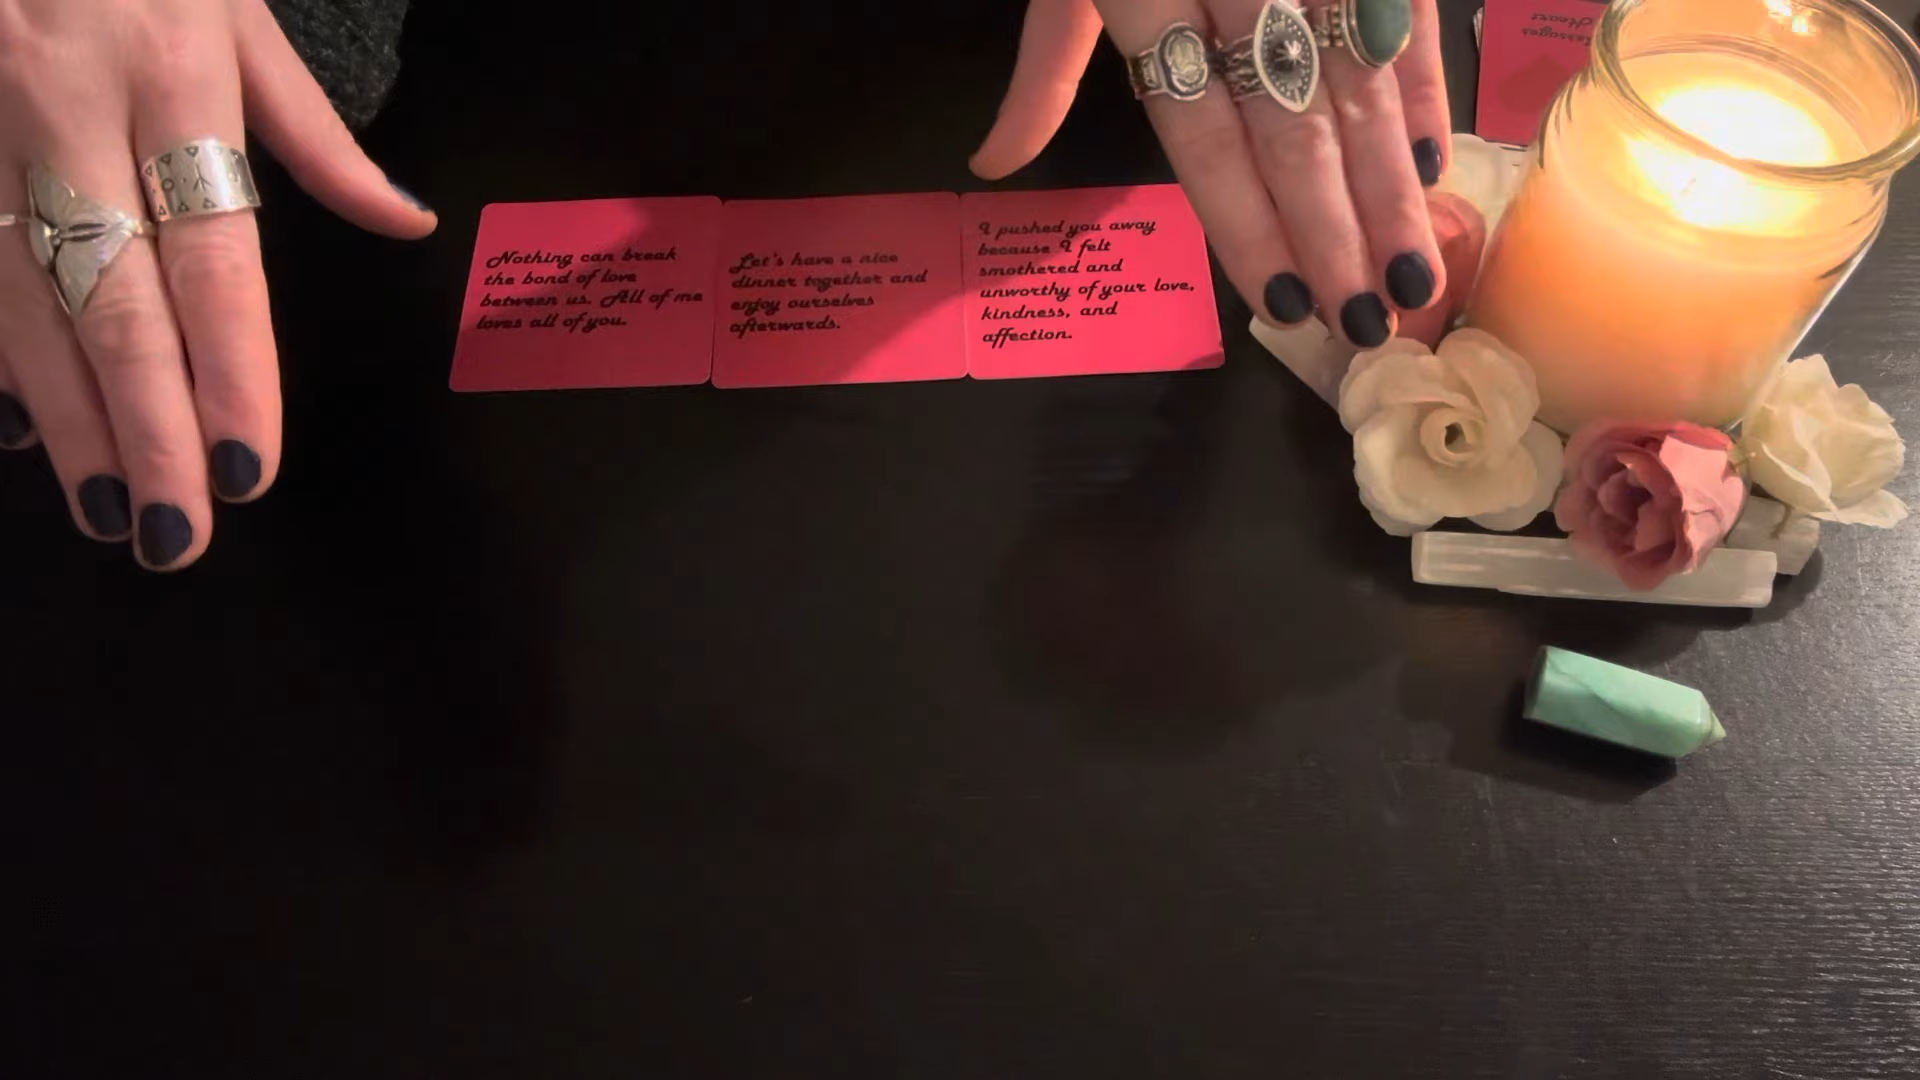 Nothing can break
the bond of love
between us. All of me
loves all of you.
Let's have a nice
dinner together and
enjoy ourselves
afterwards.
I pushed you away
because I felt
smothered and
unworthy of your love,
kindness, and
affection.
Messages
Heart